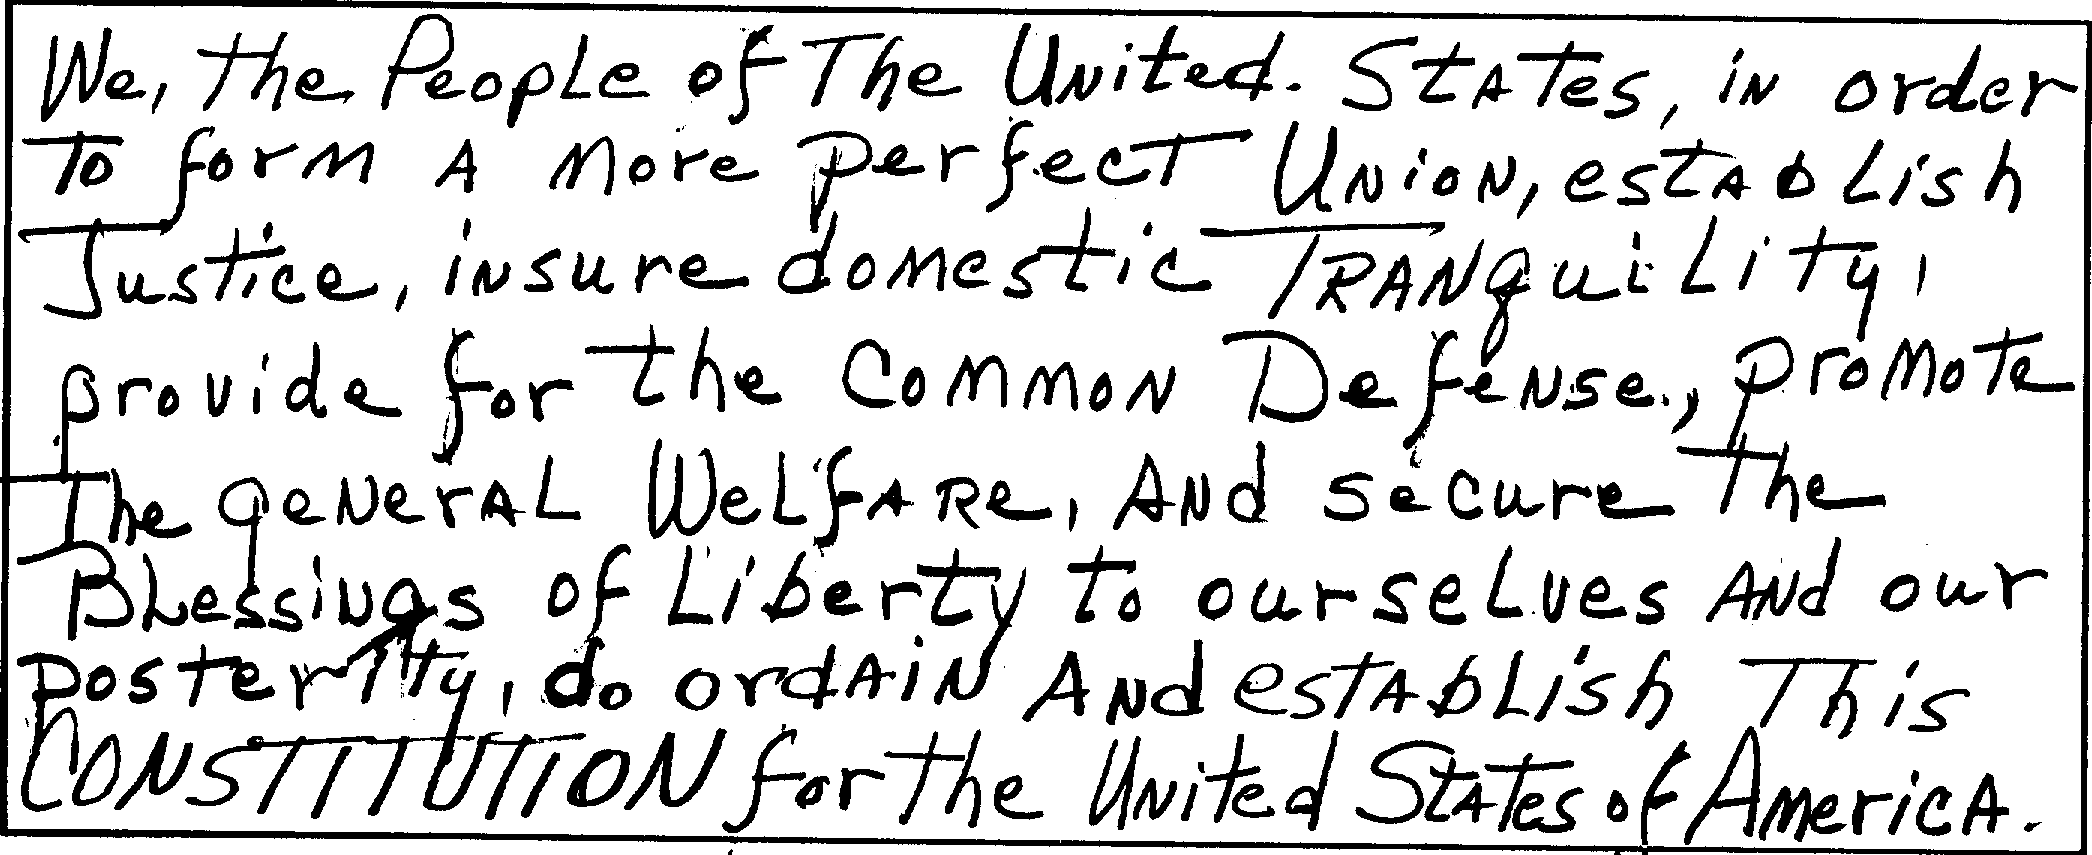 We, the People of The United. States, in order
To form a more perfect Union, establish
Justice, insure domestic TRANquility,
provide for the Common Defense., promote
The general Welfare, And secure The
Blessings of Liberty to ourselves And our
posterity, do ordain And establish This
CONSTITUTION for the United States of America.